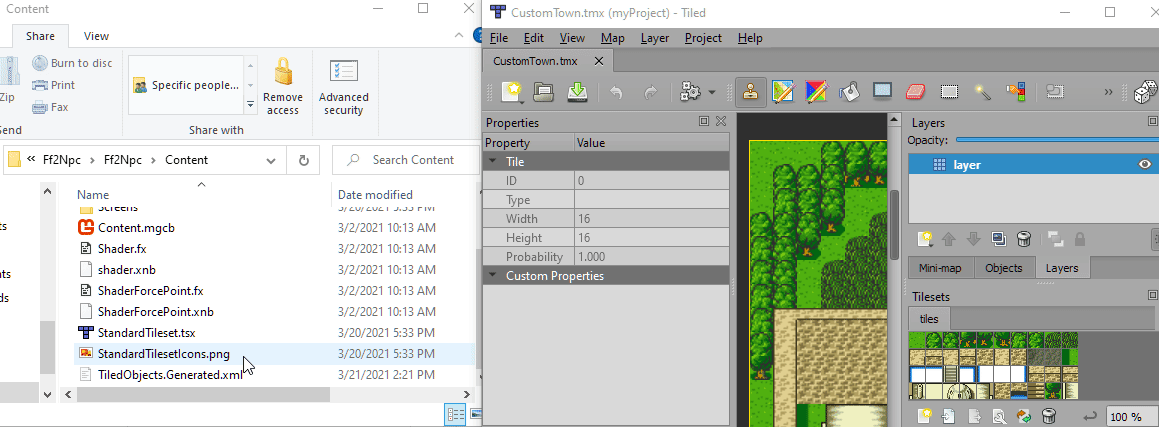 Content
Share View
Zip
Burn to disc
Print
Fax
Send
Specific people...
Share with
Remove access
Advanced security
« Ff2Npc > Ff2Npc > Content
Search Content
Name Date modified
Screens 3/20/2021 5:33 PM
Content.mgcb 3/2/2021 10:13 AM
Shader.fx 3/2/2021 10:13 AM
shader.xnb 3/2/2021 10:13 AM
ShaderForcePoint.fx 3/2/2021 10:13 AM
ShaderForcePoint.xnb 3/2/2021 10:13 AM
StandardTileset.tsx 3/20/2021 5:33 PM
StandardTilesetIcons.png 3/20/2021 5:33 PM
TiledObjects.Generated.xml 3/21/2021 2:21 PM
CustomTown.tmx (myProject) - Tiled
File Edit View Map Layer Project Help
CustomTown.tmx
Properties
Property Value
Tile
ID 0
Type
Width 16
Height 16
Probability 1.000
Custom Properties
Layers
Opacity:
layer
Mini-map Objects Layers
Tilesets
tiles
100 %